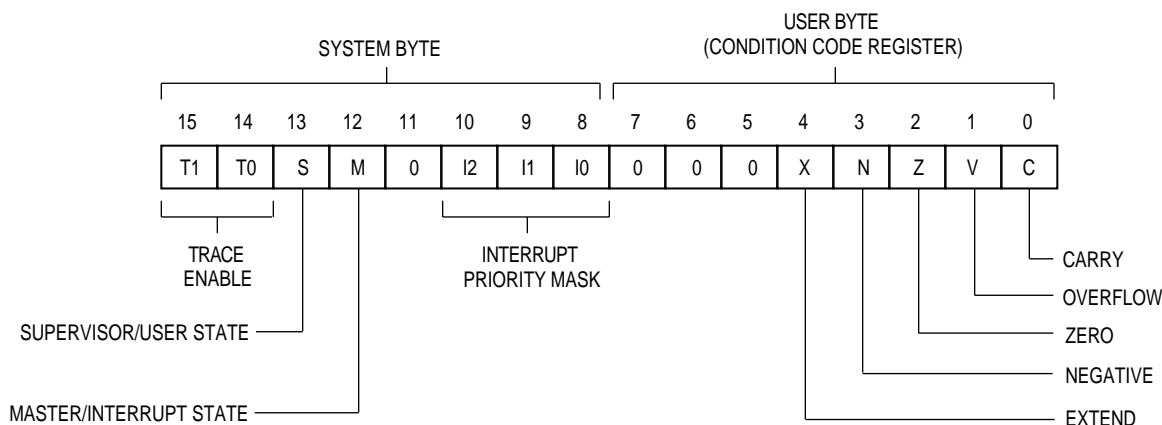 USER BYTE
(CONDITION CODE REGISTER)
SYSTEM BYTE
15 14 13 12 11 10 9 8 7 6 5 4 3 2 1 0
T1 T0 S M 0 I2 I1 I0 0 0 0 X N Z V C
TRACE
ENABLE
INTERRUPT
PRIORITY MASK
CARRY
OVERFLOW
SUPERVISOR/USER STATE
ZERO
NEGATIVE
MASTER/INTERRUPT STATE
EXTEND